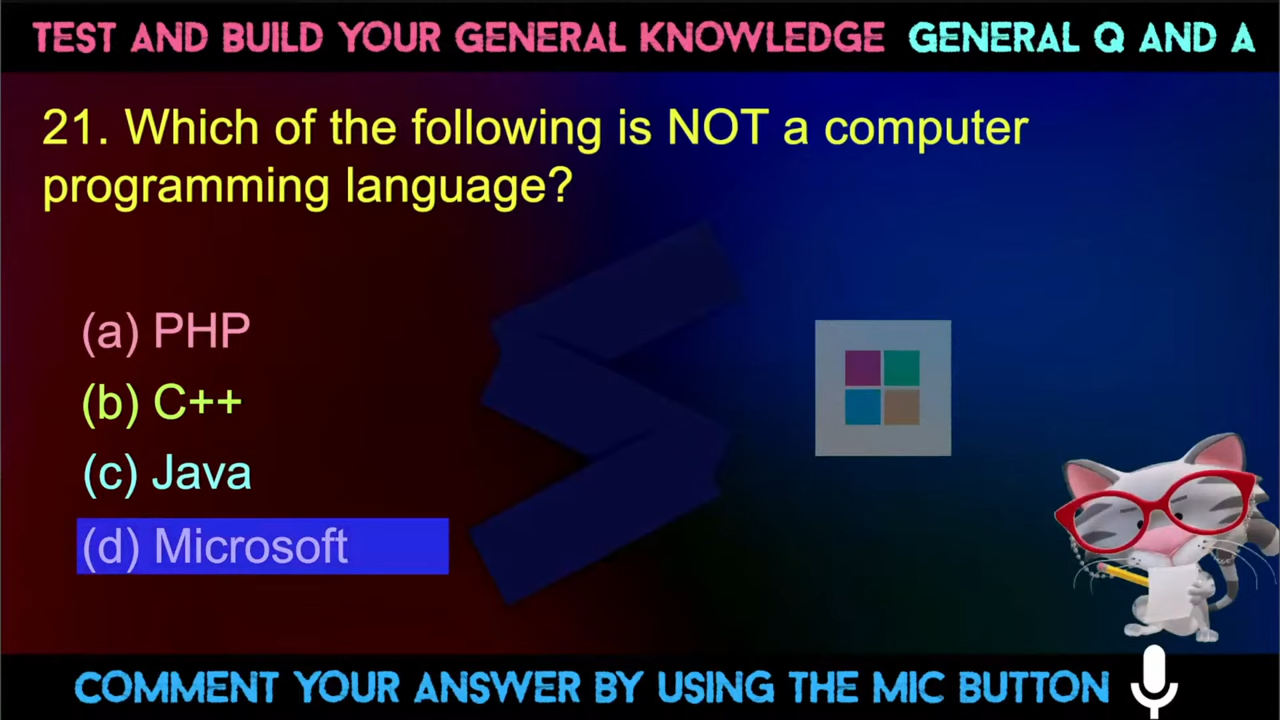 TEST AND BUILD YOUR GENERAL KNOWLEDGE GENERAL Q AND A
21. Which of the following is NOT a computer
programming language?
(a) PHP
(b) C++
(c) Java
(d) Microsoft
COMMENT YOUR ANSWER BY USING THE MIC BUTTON